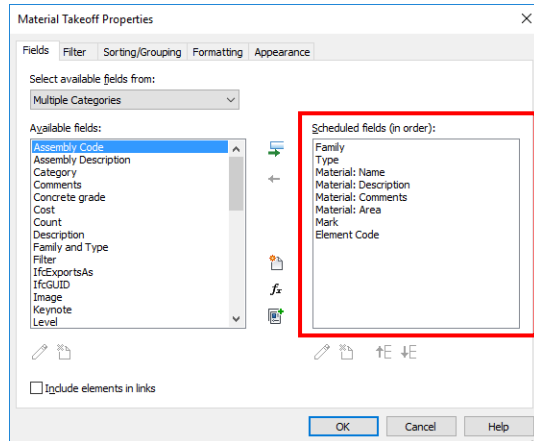 Material Takeoff Properties
Fields Filter Sorting/Grouping Formatting Appearance
Select available fields from:
Multiple Categories
Available fields:
Assembly Code
Assembly Description
Category
Comments
Concrete grade
Cost
Count
Description
Family and Type
Filter
IfcExportsAs
IfcGUID
Image
Keynote
Level
fx
Scheduled fields (in order):
Family
Type
Material: Name
Material: Description
Material: Comments
Material: Area
Mark
Element Code
Include elements in links
OK Cancel Help